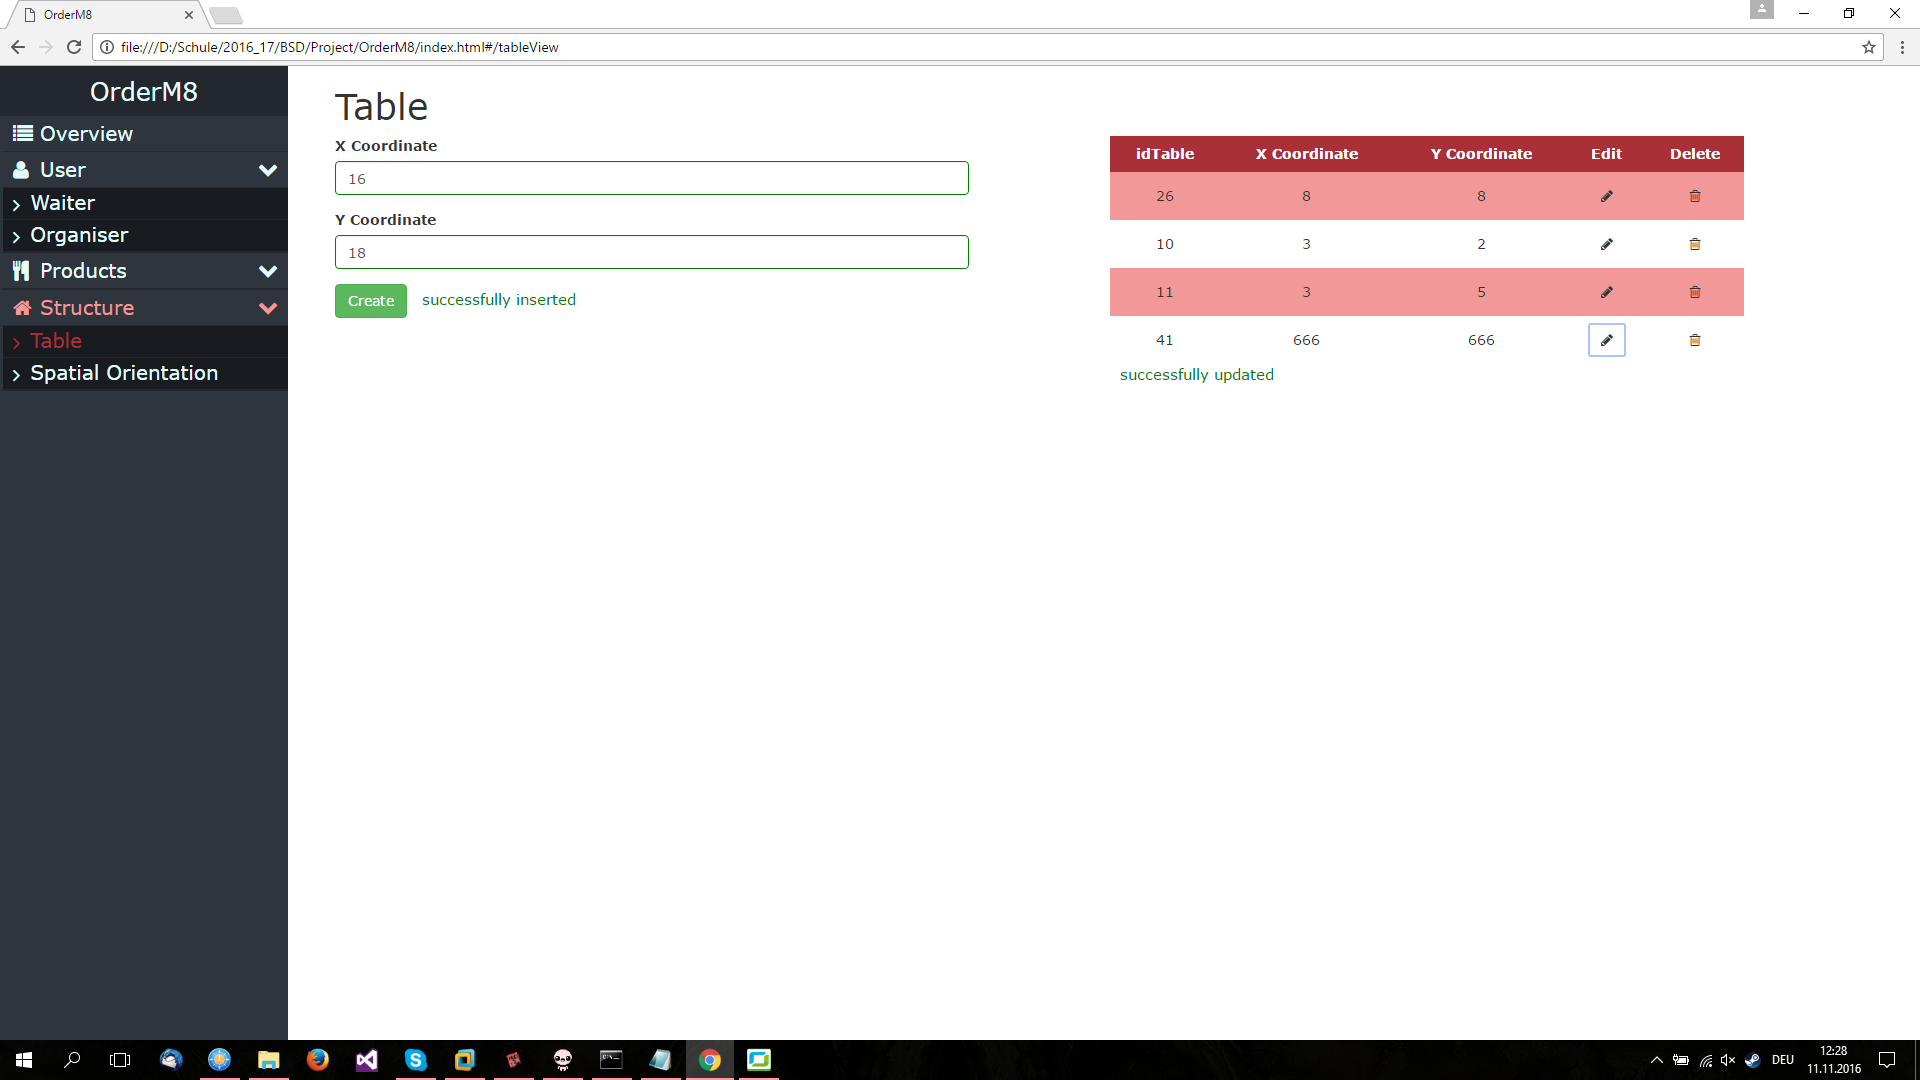 OrderM8
file:///D:/Schule/2016_17/BSD/Project/OrderM8/index.html#/tableView
OrderM8
Overview
User
Waiter
Organiser
Products
Structure
Table
Spatial Orientation
Table
X Coordinate
16
Y Coordinate
18
Create successfully inserted
idTable X Coordinate Y Coordinate Edit Delete
26 8 8
10 3 2
11 3 5
41 666 666
successfully updated
DEU
12:28
11.11.2016